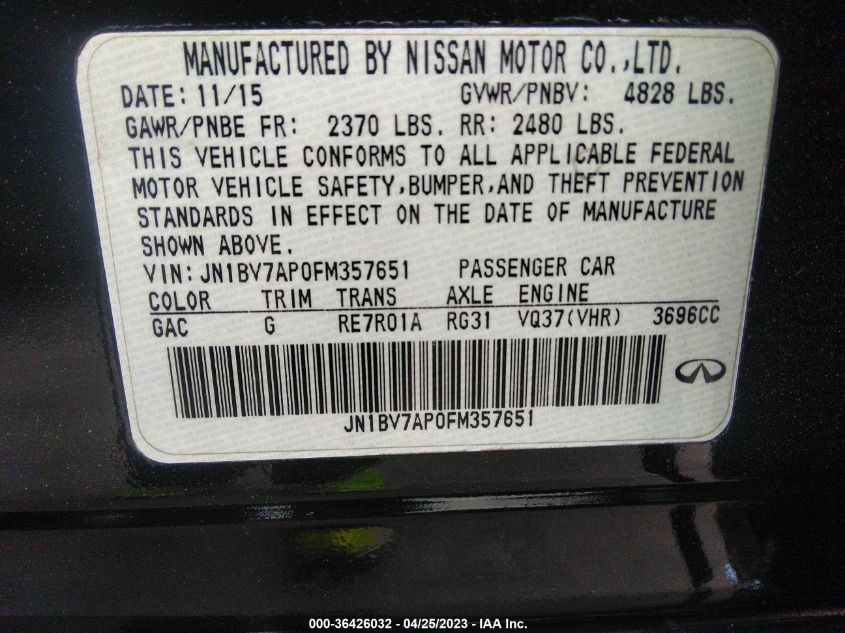 MANUFACTURED BY NISSAN MOTOR CO.,LTD.
DATE: 11/15 GVWR/PNBV: 4828 LBS.
GAWR/PNBE FR: 2370 LBS. RR: 2480 LBS.
THIS VEHICLE CONFORMS TO ALL APPLICABLE FEDERAL
MOTOR VEHICLE SAFETY,BUMPER,AND THEFT PREVENTION
STANDARDS IN EFFECT ON THE DATE OF MANUFACTURE
SHOWN ABOVE.
VIN: JN1BV7AP0FM357651 PASSENGER CAR
COLOR TRIM TRANS AXLE ENGINE
GAC G RE7R01A RG31 VQ37(VHR) 3696CC
JN1BV7AP0FM357651
000-36426032 - 04/25/2023 - IAA Inc.